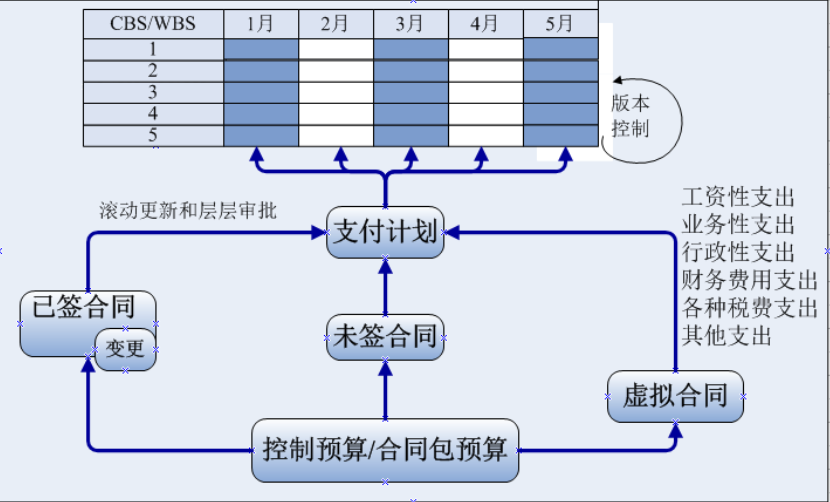 CBS/WBS 1月 2月 3月 4月 5月
1
2
3
4
5
版本
控制
滚动更新和层层审批
支付计划
工资性支出
业务性支出
行政性支出
财务费用支出
各种税费支出
其他支出
已签合同
变更
未签合同
虚拟合同
控制预算/合同包预算